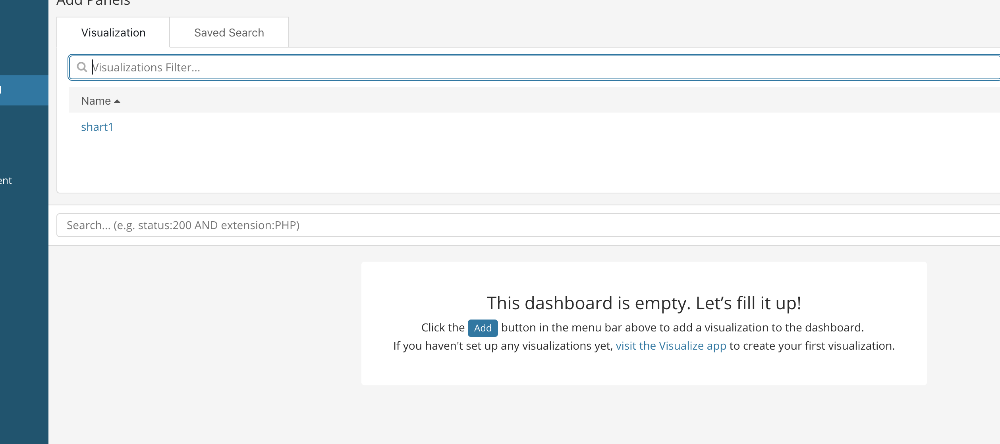 Add Panels
Visualization
Saved Search
Visualizations Filter...
Name
shart1
ent
Search... (e.g. status:200 AND extension:PHP)
This dashboard is empty. Let’s fill it up!
Click the Add button in the menu bar above to add a visualization to the dashboard.
If you haven't set up any visualizations yet, visit the Visualize app to create your first visualization.